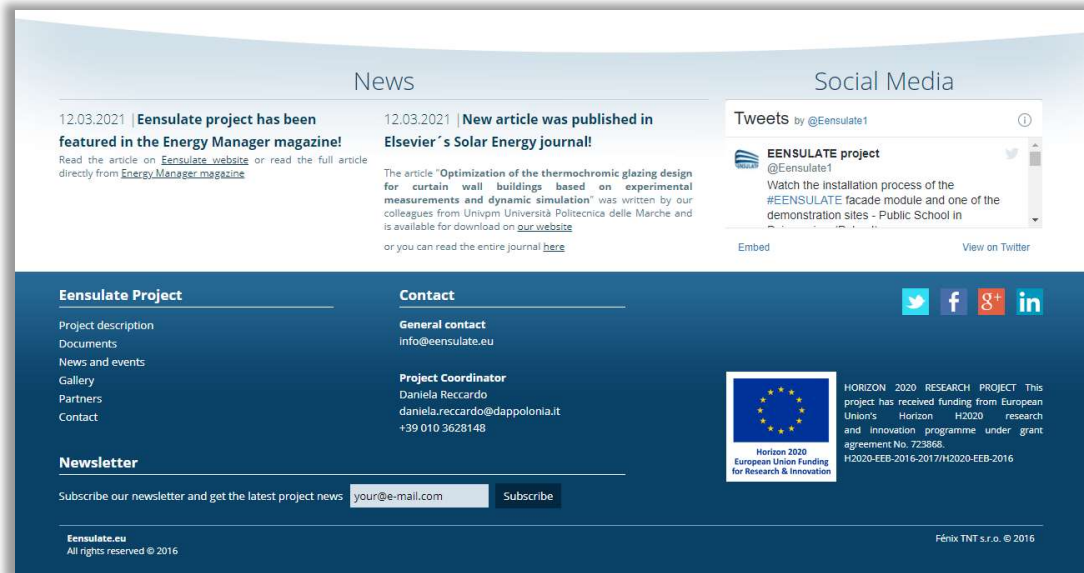 News
12.03.2021 |Eensulate project has been
featured in the Energy Manager magazine!
Read the article on Eensulate website or read the full article
directly from Energy Manager magazine
12.03.2021 |New article was published in
Elsevier´s Solar Energy journal!
The article "Optimization of the thermochromic glazing design
for curtain wall buildings based on experimental
measurements and dynamic simulation" was written by our
colleagues from Univpm Università Politecnica delle Marche and
is available for download on our website
or you can read the entire journal here
Social Media
Tweets by @Eensulate1
EENSULATE project
@Eensulate1
Watch the installation process of the
#EENSULATE facade module and one of the
demonstration sites - Public School in
Embed
View on Twitter
Eensulate Project
Project description
Documents
News and events
Gallery
Partners
Contact
Contact
General contact
info@eensulate.eu
Project Coordinator
Daniela Reccardo
daniela.reccardo@dappolonia.it
+39 010 3628148
f
g+
in
Horizon 2020
European Union Funding
for Research & Innovation
HORIZON 2020 RESEARCH PROJECT This
project has received funding from European
Union's Horizon H2020 research
and innovation programme under grant
agreement No. 723868.
H2020-EEB-2016-2017/H2020-EEB-2016
Newsletter
Subscribe our newsletter and get the latest project news
your@e-mail.com
Subscribe
Eensulate.eu
All rights reserved © 2016
Fénix TNT s.r.o. © 2016